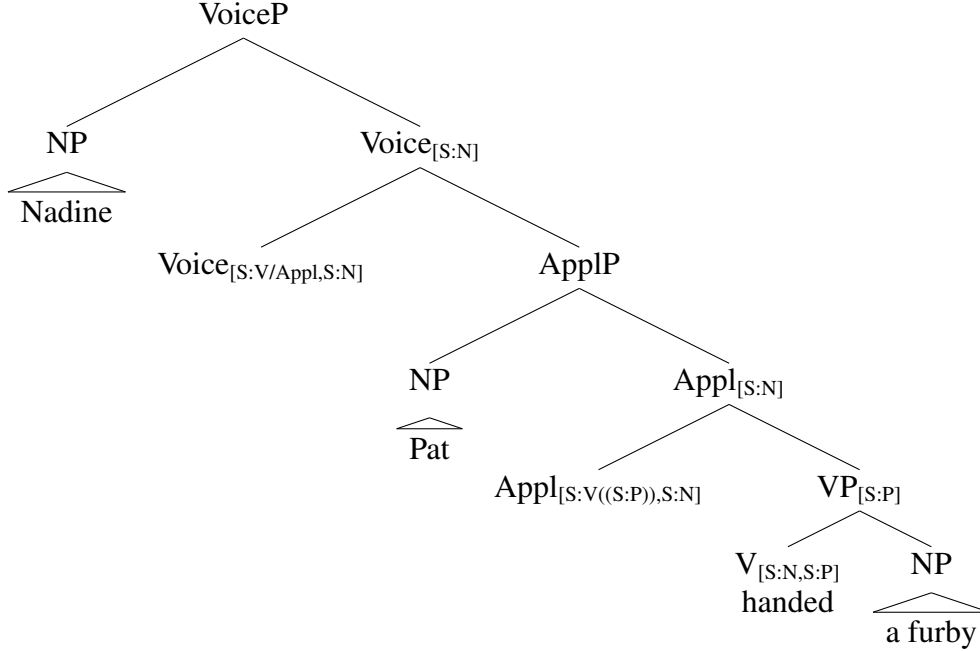 VoiceP
NP Voice[S:N]
Nadine
Voice[S:V/Appl,S:N] ApplP
NP Appl[S:N]
Pat
Appl[S:V((S:P)),S:N] VP[S:P]
V[S:N,S:P] NP
handed
a furby